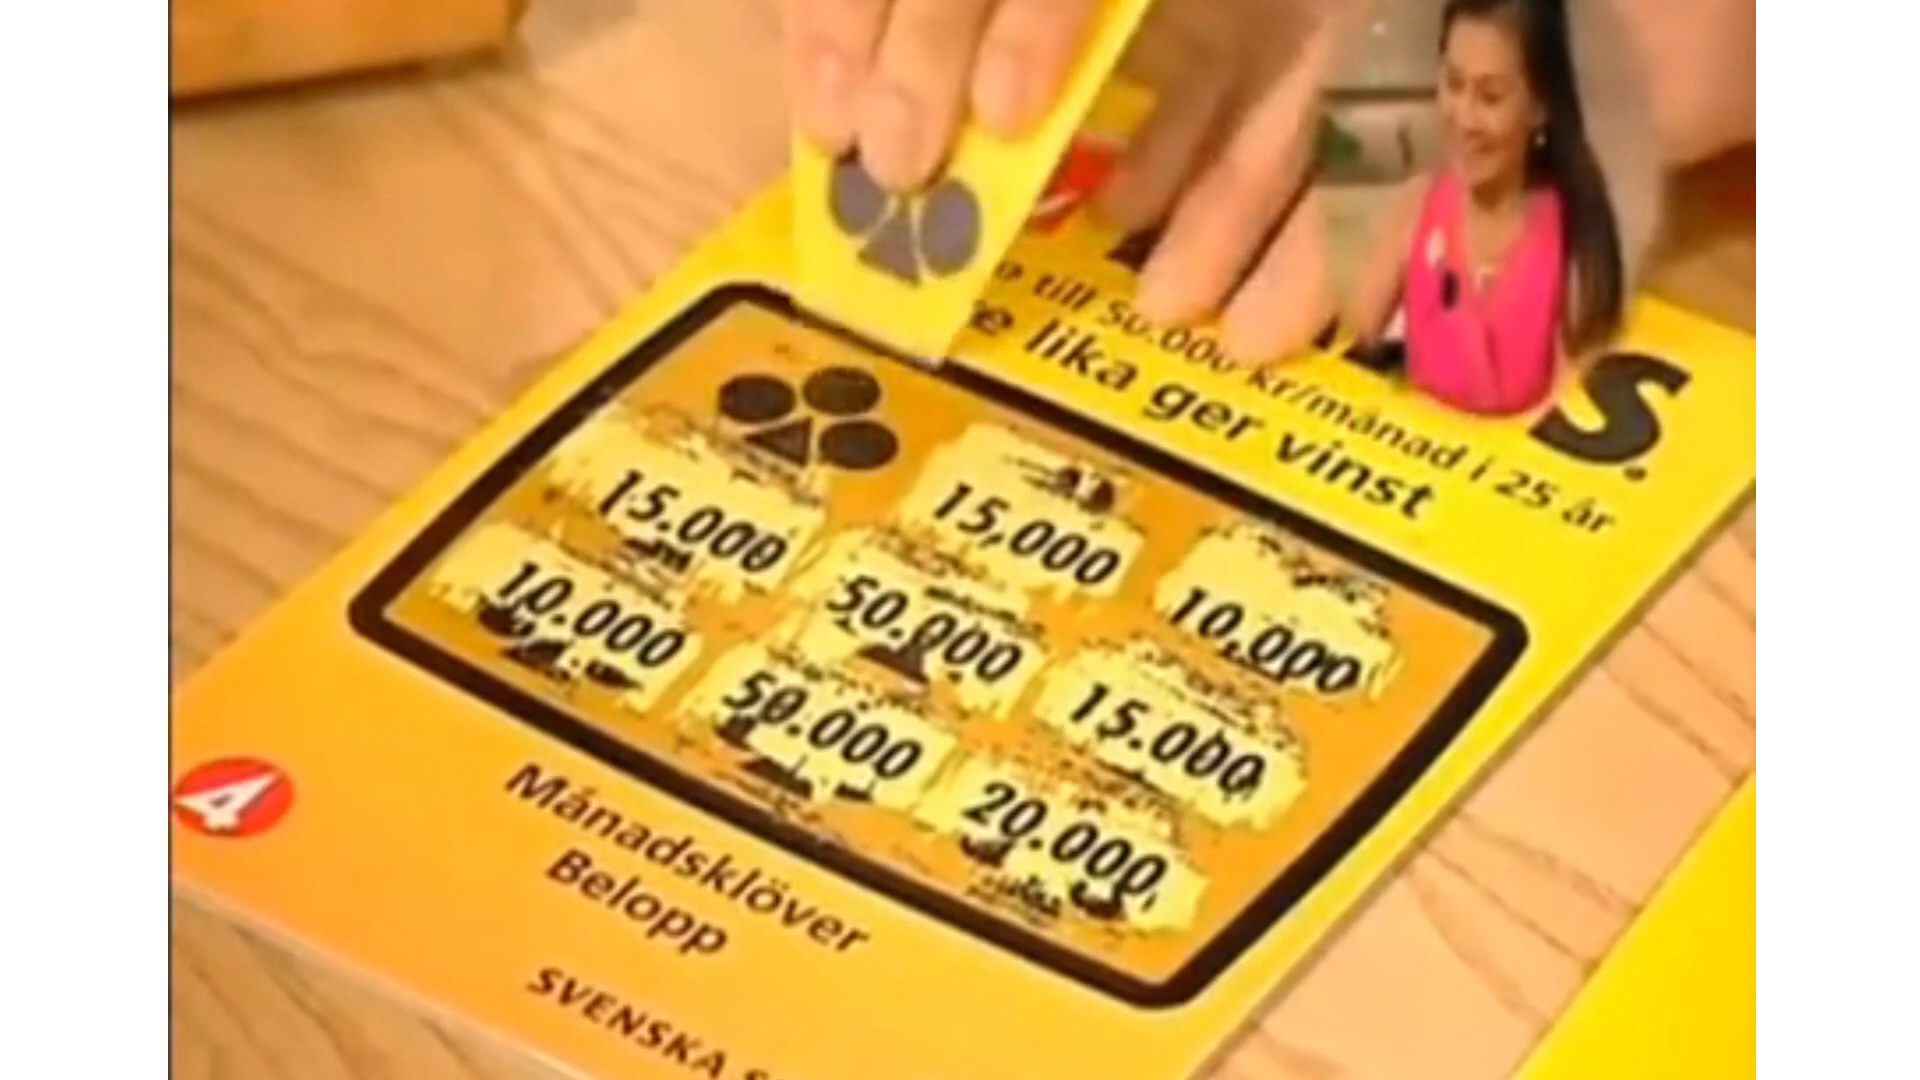 S.
till 50.000 kr/månad i 25 år
lika ger vinst
15.000 15,000 10,000
10.000 50.000 15.000
50.000 20.000
Månadsklöver
Belopp
SVENSKA
4